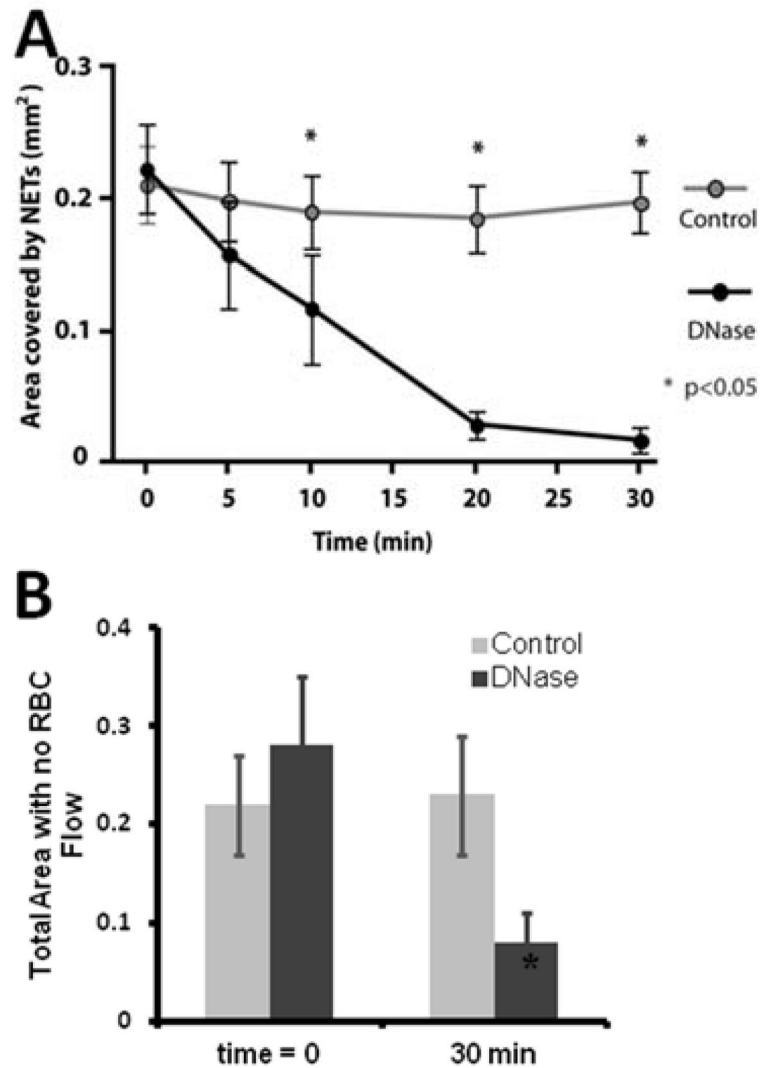 A
Area covered by NETs (mm²)
0.3
0.2
0.1
0
0 5 10 15 20 25 30
Time (min)
* * *
Control
DNase
* p<0.05
B
Total Area with no RBC
Flow
0.4
0.3
0.2
0.1
0
Control
DNase
*
time = 0 30 min